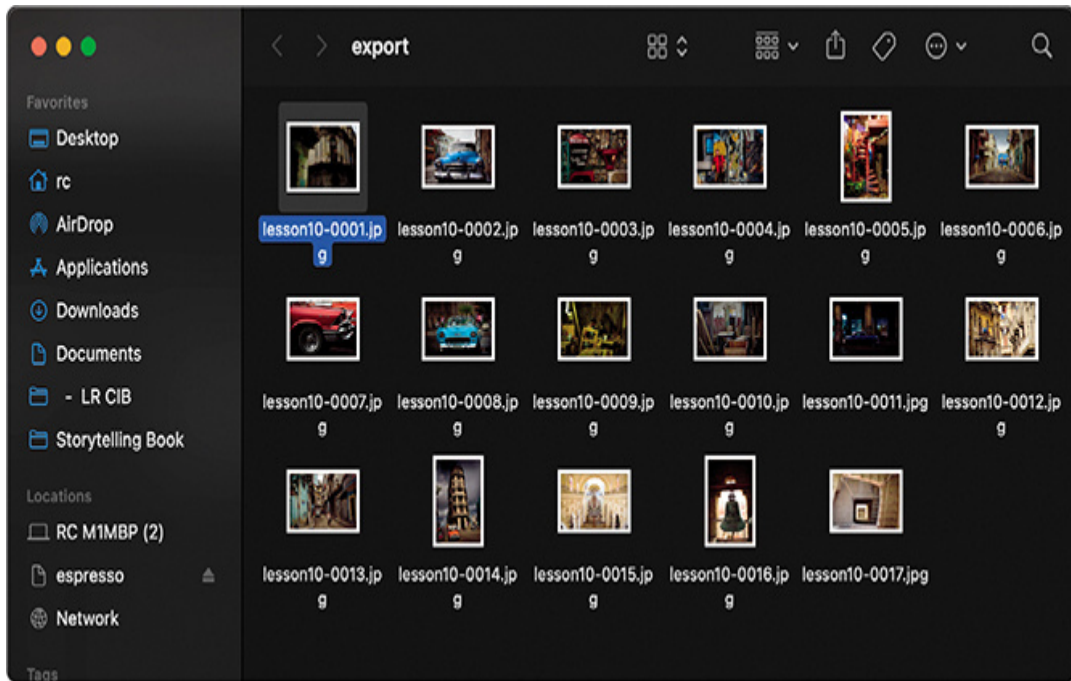 export
Favorites
Desktop
rc
AirDrop
Applications
Downloads
Documents
- LR CIB
Storytelling Book
Locations
RC M1MBP (2)
espresso
Network
Tags
lesson10-0001.jp
g
lesson10-0002.jp
g
lesson10-0003.jp
g
lesson10-0004.jp
g
lesson10-0005.jp
g
lesson10-0006.jp
g
lesson10-0007.jp
g
lesson10-0008.jp
g
lesson10-0009.jp
g
lesson10-0010.jp
g
lesson10-0011.jpg
lesson10-0012.jp
g
lesson10-0013.jp
g
lesson10-0014.jp
g
lesson10-0015.jp
g
lesson10-0016.jp
g
lesson10-0017.jpg